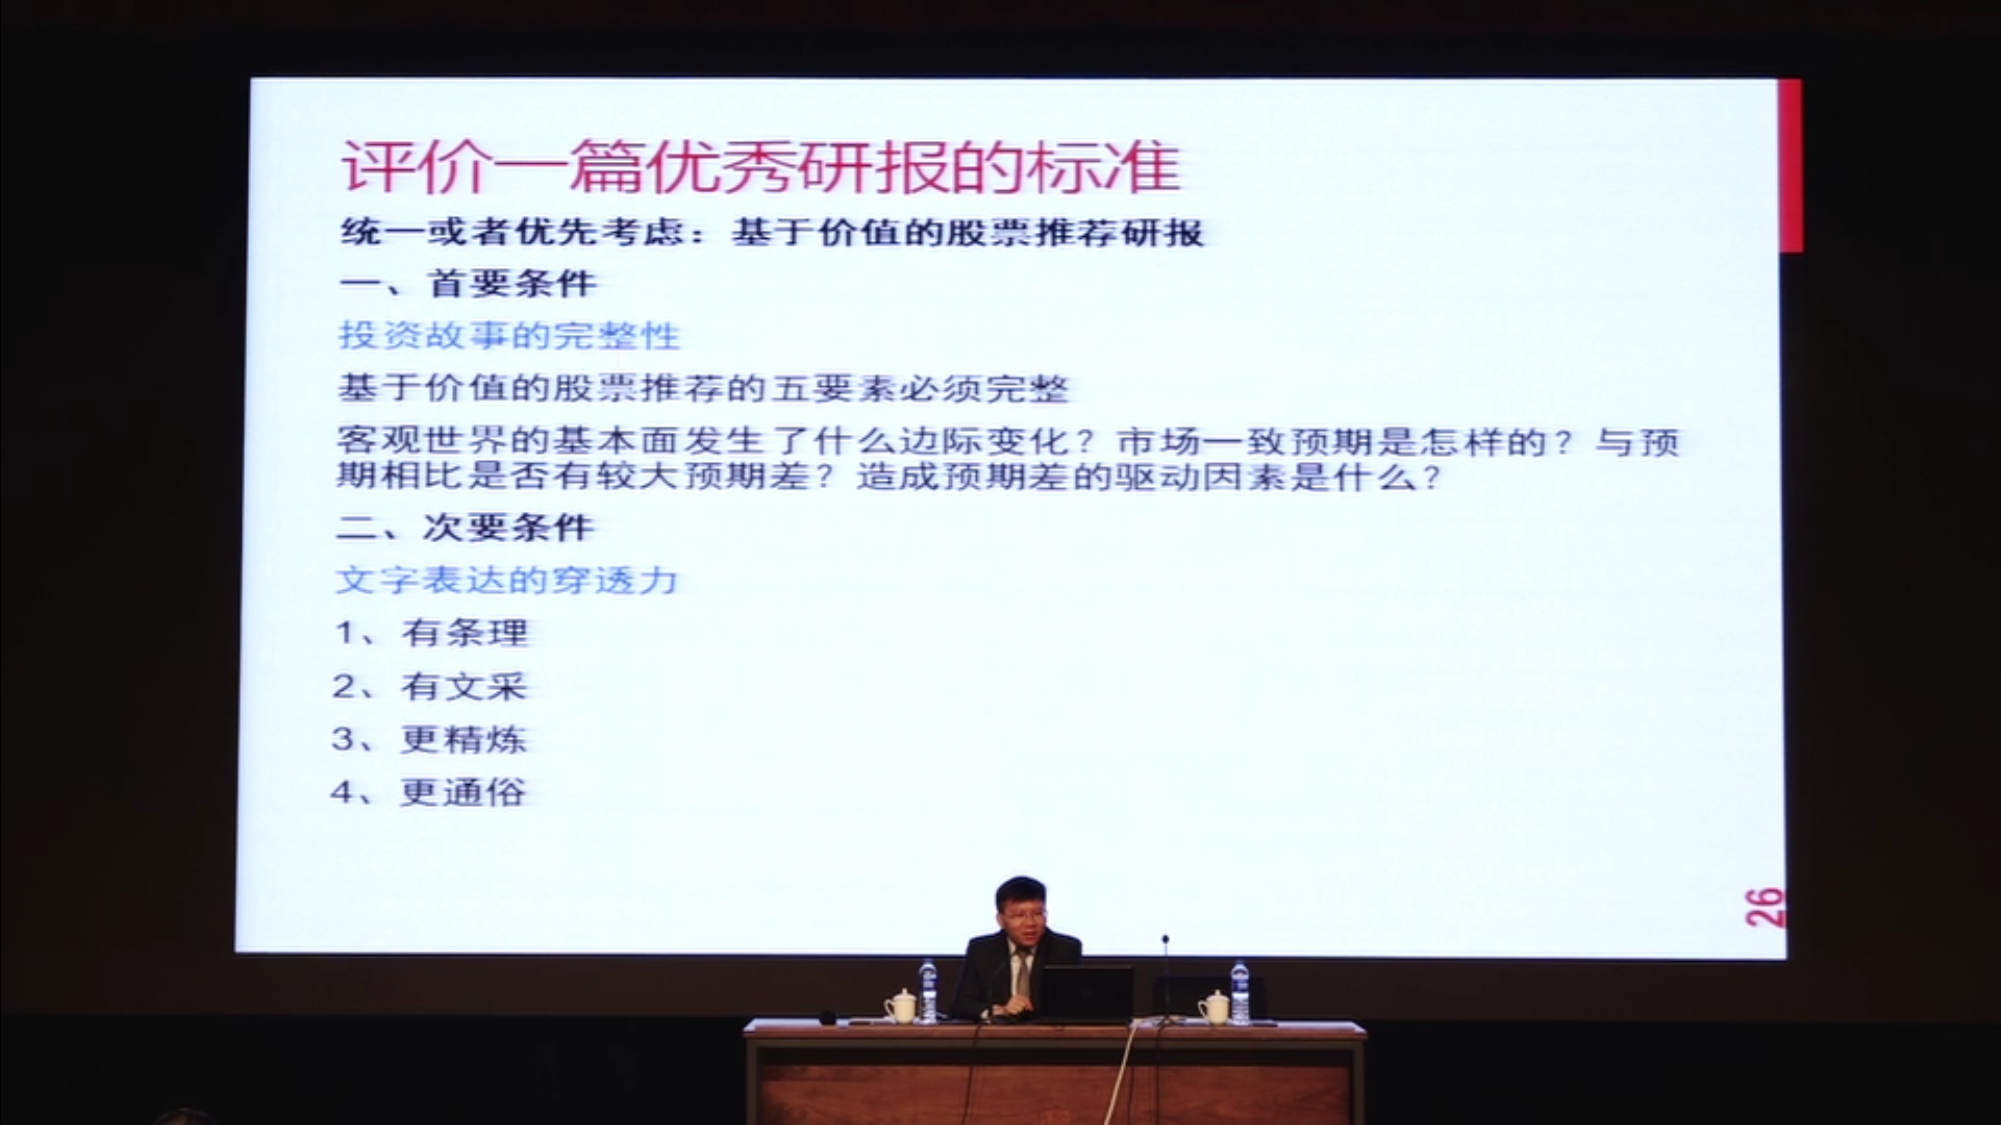 评价一篇优秀研报的标准
统一或者优先考虑：基于价值的股票推荐研报
一、首要条件
投资故事的完整性
基于价值的股票推荐的五要素必须完整
客观世界的基本面发生了什么边际变化？市场一致预期是怎样的？与预
期相比是否有较大预期差？造成预期差的驱动因素是什么？
二、次要条件
文字表达的穿透力
1、有条理
2、有文采
3、更精炼
4、更通俗
26